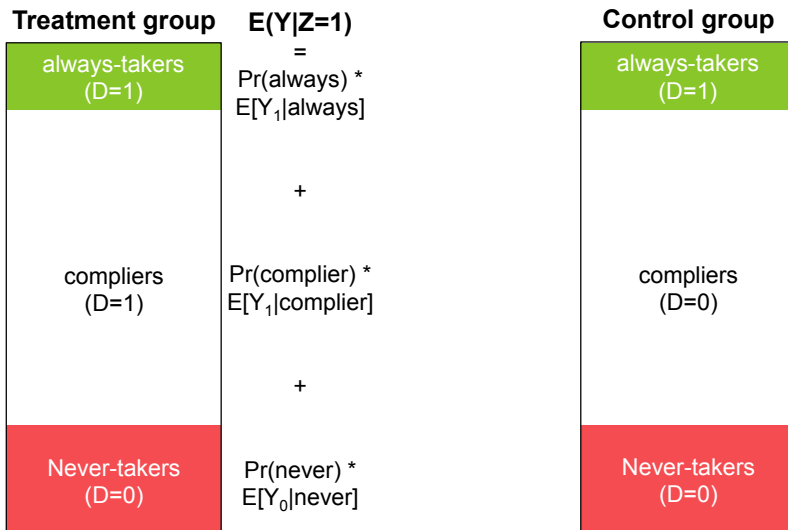 Treatment group
E(Y|Z=1)
Control group
always-takers
(D=1)
=
Pr(always) *
E[Y₁|always]
always-takers
(D=1)
+
compliers
(D=1)
Pr(complier) *
E[Y₁|complier]
compliers
(D=0)
+
Never-takers
(D=0)
Pr(never) *
E[Y₀|never]
Never-takers
(D=0)